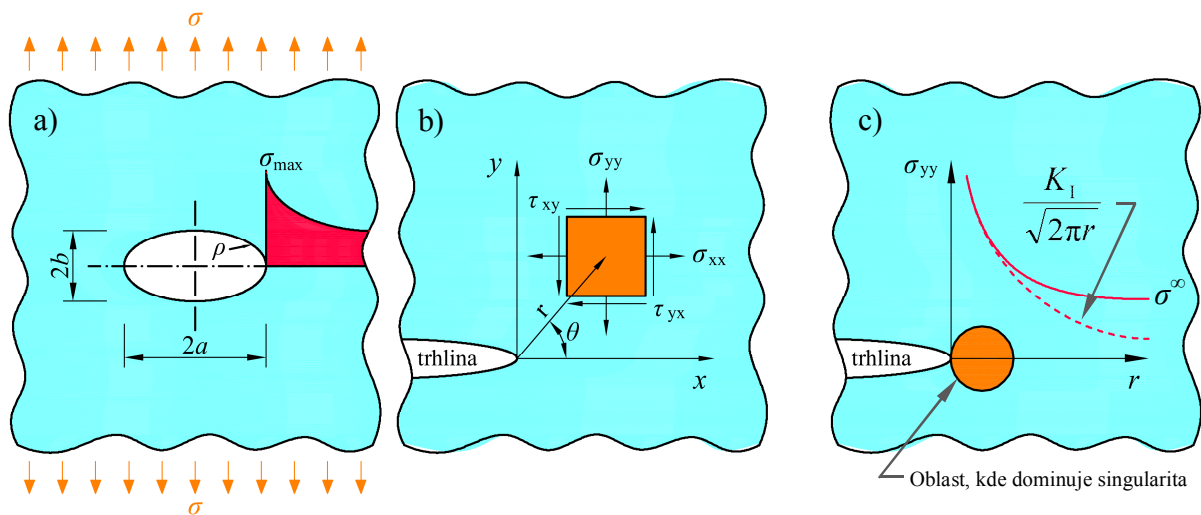 σ
a)
σmax
ρ
2b
2a
σ
b)
y
σyy
τxy
σxx
τyx
r
θ
trhlina
x
c)
σyy
KI
√2πr
σ∞
trhlina
r
Oblast, kde dominuje singularita